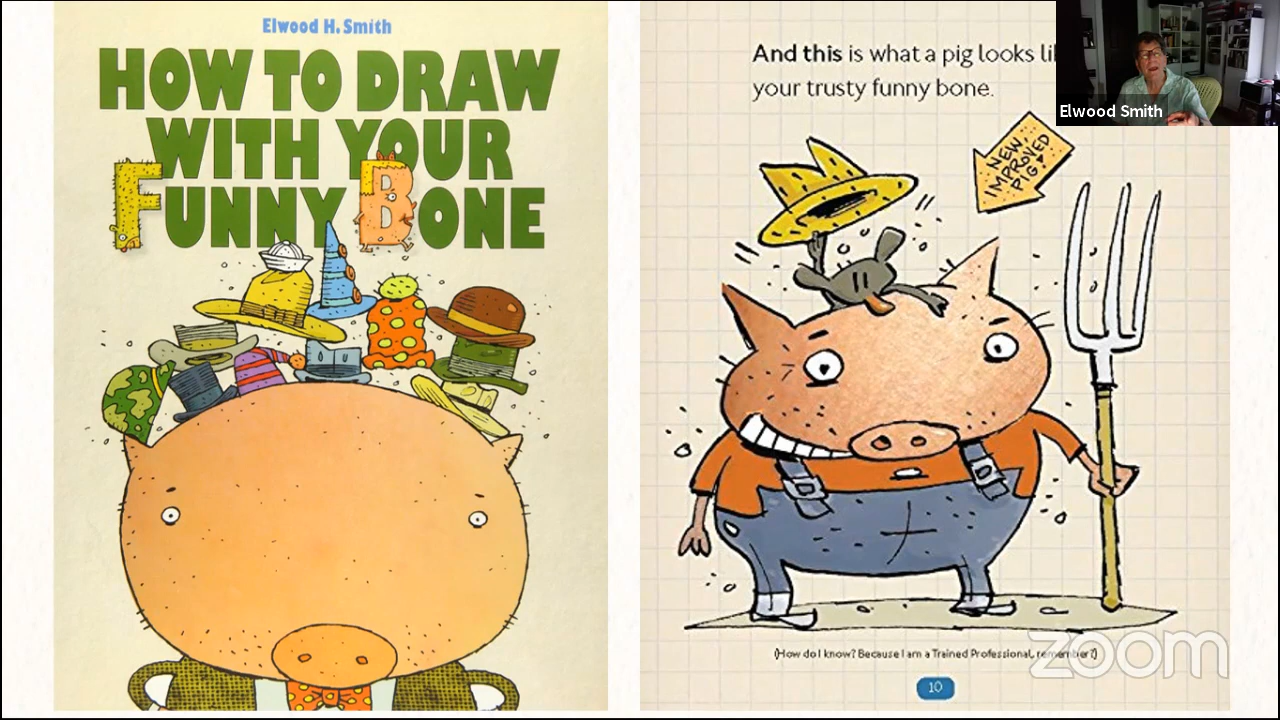 Elwood H. Smith
HOW TO DRAW
WITH YOUR
FUNNY BONE
And this is what a pig looks li
your trusty funny bone.
NEW,
IMPROVED
PIG!
Elwood Smith
(How do I know? Because I am a Trained Professional, remember?)
10
zoom